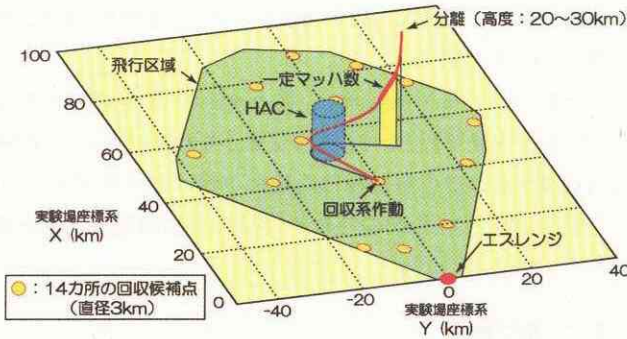 分離（高度：20～30km）
100
飛行区域
一定マッハ数
80
HAC
60
40
回収系作動
実験場座標系
X (km)
20
エスレンジ
40
：14カ所の回収候補点
（直径3km）
0
-40
-20
0
20
実験場座標系
Y (km)